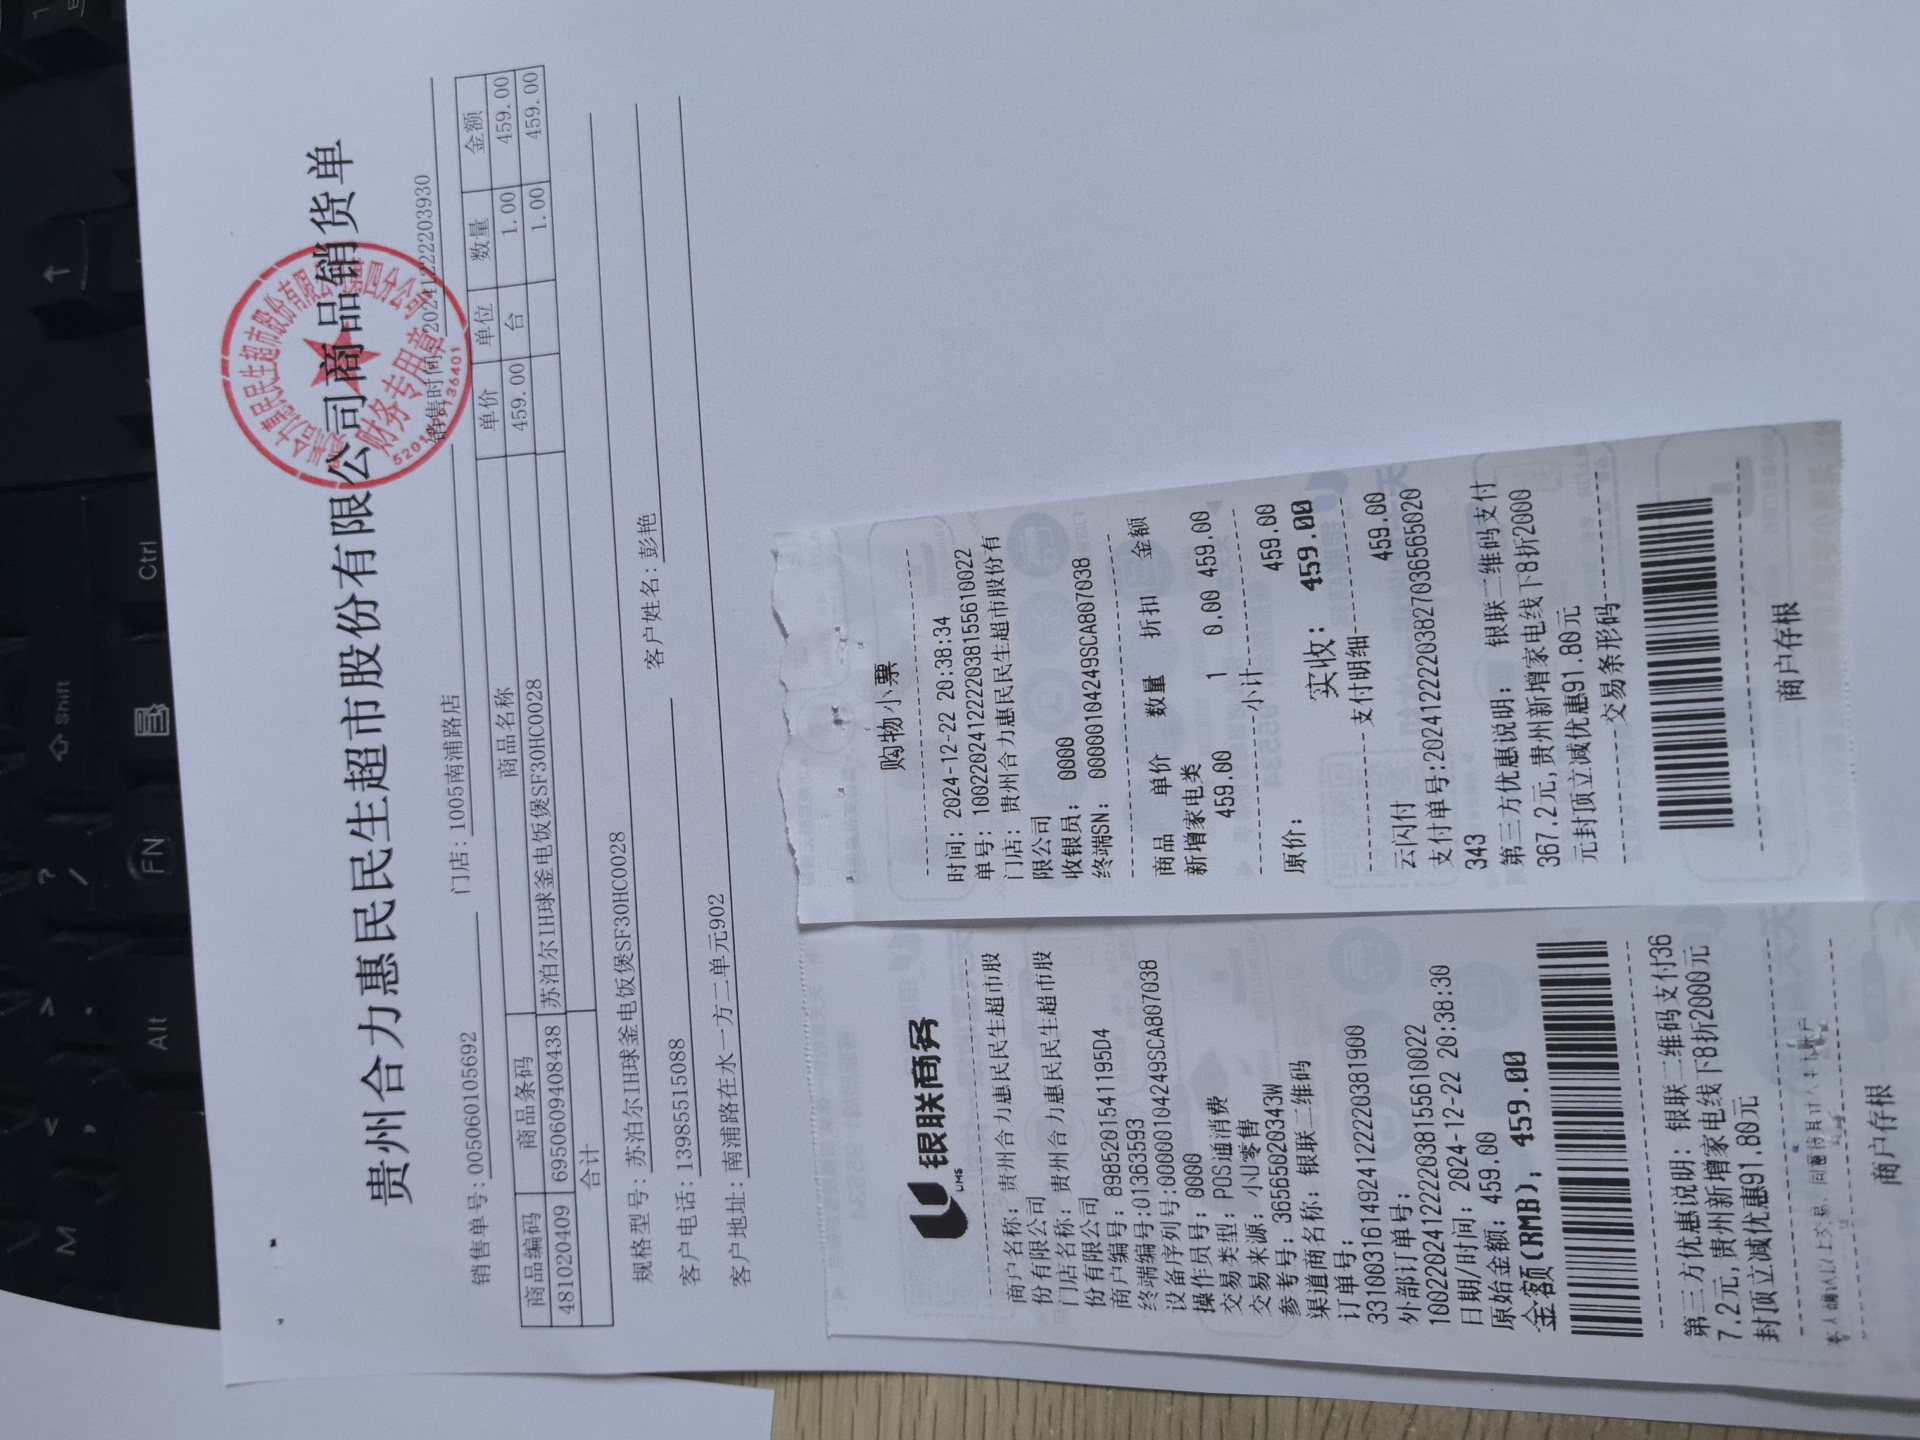 贵州合力惠民民生超市股份有限公司商品销货单
财务专用章
销售单号: 0050601105692 门店: 1005南浦路店 销售时间: 20241222203930
商品编码 商品条码 商品名称 单价 单位 数量 金额
481020409 6950609408438 苏泊尔IH球釜电饭煲SF30HC0028 459.00 台 1.00 459.00
合计 1.00 459.00
规格型号: 苏泊尔IH球釜电饭煲SF30HC0028
客户电话: 13985515088 客户姓名: 彭艳
客户地址: 南浦路在水一方二单元902
银联商务
UMS
商户名称: 贵州合力惠民民生超市股
份有限公司
门店名称: 贵州合力惠民民生超市股
份有限公司
商户编号: 8985201541195D4
终端编号:01363593
设备序列号:00000104249SCA807038
操作员号: 0000
交易类型: POS通消费
交易来源: 小U零售
参考号: 36565020343W
渠道商名称: 银联二维码
订单号:
33100316149241222203819​00
外部订单号:
10022024122220381556​10022
日期/时间: 2024-12-22 20:38:30
原始金额: 459.00
金额(RMB): 459.00
第三方优惠说明: 银联二维码支付36
7.2元,贵州新增家电线下8折2000元
封顶立减优惠91.80元
商户存根
购物小票
时间: 2024-12-22 20:38:34
单号: 1002202412222038155610022
门店: 贵州合力惠民民生超市股份有
限公司
收银员: 0000
终端SN: 00000104249SCA807038
商品 单价 数量 折扣 金额
新增家电类
459.00 1 0.00 459.00
小计
459.00
原价: 实收: 459.00
支付明细
459.00
云闪付
支付单号:20241222203827036565020
343
第三方优惠说明: 银联二维码支付
367.2元,贵州新增家电线下8折2000
元封顶立减优惠91.80元
交易条形码
商户存根
Alt
FN
Ctrl
Shift
M